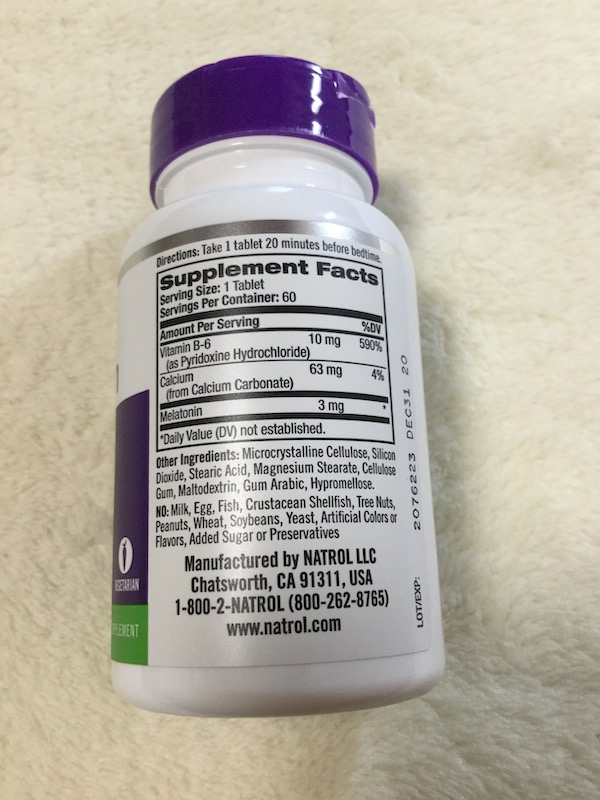 Directions: Take 1 tablet 20 minutes before bedtime.
Supplement Facts
Serving Size: 1 Tablet
Servings Per Container: 60
Amount Per Serving %DV
Vitamin B-6 10 mg 590%
(as Pyridoxine Hydrochloride)
Calcium 63 mg 4%
(from Calcium Carbonate)
Melatonin 3 mg *
*Daily Value (DV) not established.
Other Ingredients: Microcrystalline Cellulose, Silicon
Dioxide, Stearic Acid, Magnesium Stearate, Cellulose
Gum, Maltodextrin, Gum Arabic, Hypromellose.
NO: Milk, Egg, Fish, Crustacean Shellfish, Tree Nuts,
Peanuts, Wheat, Soybeans, Yeast, Artificial Colors or
Flavors, Added Sugar or Preservatives
Manufactured by NATROL LLC
Chatsworth, CA 91311, USA
1-800-2-NATROL (800-262-8765)
www.natrol.com
LOT/EXP: 2076223 DEC31 20
VEGETARIAN